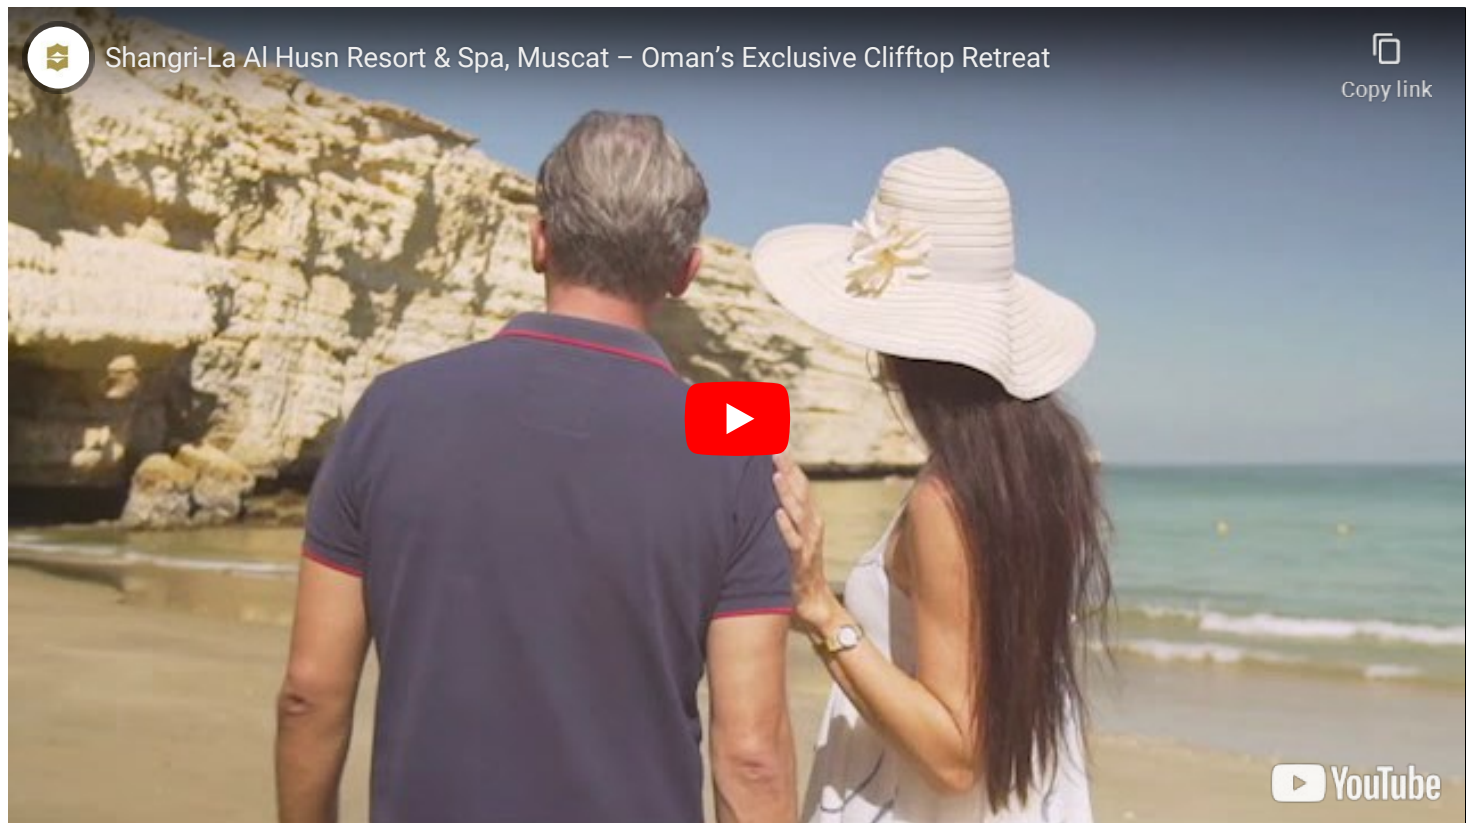 Shangri-La Al Husn Resort & Spa, Muscat – Oman’s Exclusive Clifftop Retreat
Copy link
YouTube